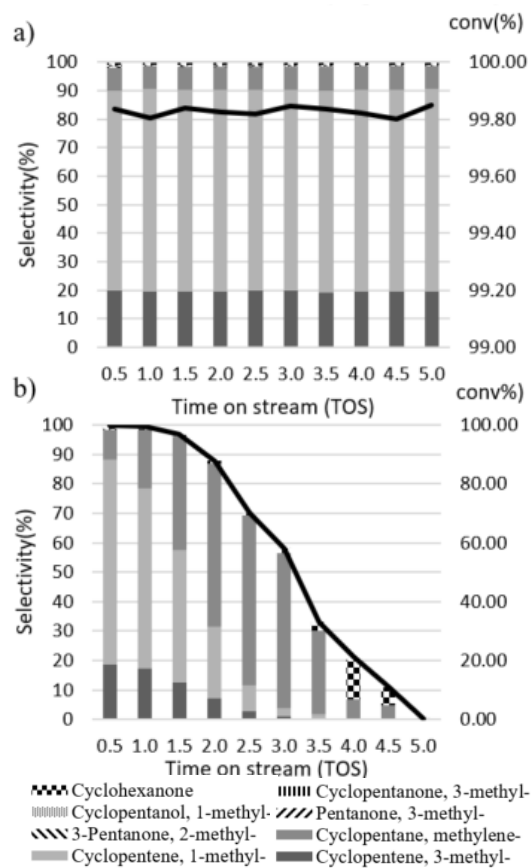 a)
conv(%)
100 100.00
90
80 99.80
70
60 99.60
50
40 99.40
30
20 99.20
10
0 99.00
Selectivity(%)
0.5 1.0 1.5 2.0 2.5 3.0 3.5 4.0 4.5 5.0
Time on stream (TOS)
b)
conv%)
100 100.00
90
80 80.00
70
60 60.00
50
40 40.00
30
20 20.00
10
0 0.00
Selectivity(%)
0.5 1.0 1.5 2.0 2.5 3.0 3.5 4.0 4.5 5.0
Time on stream (TOS)
Cyclohexanone Cyclopentanone, 3-methyl-
Cyclopentanol, 1-methyl- Pentanone, 3-methyl-
3-Pentanone, 2-methyl- Cyclopentane, methylene-
Cyclopentene, 1-methyl- Cyclopentene, 3-methyl-